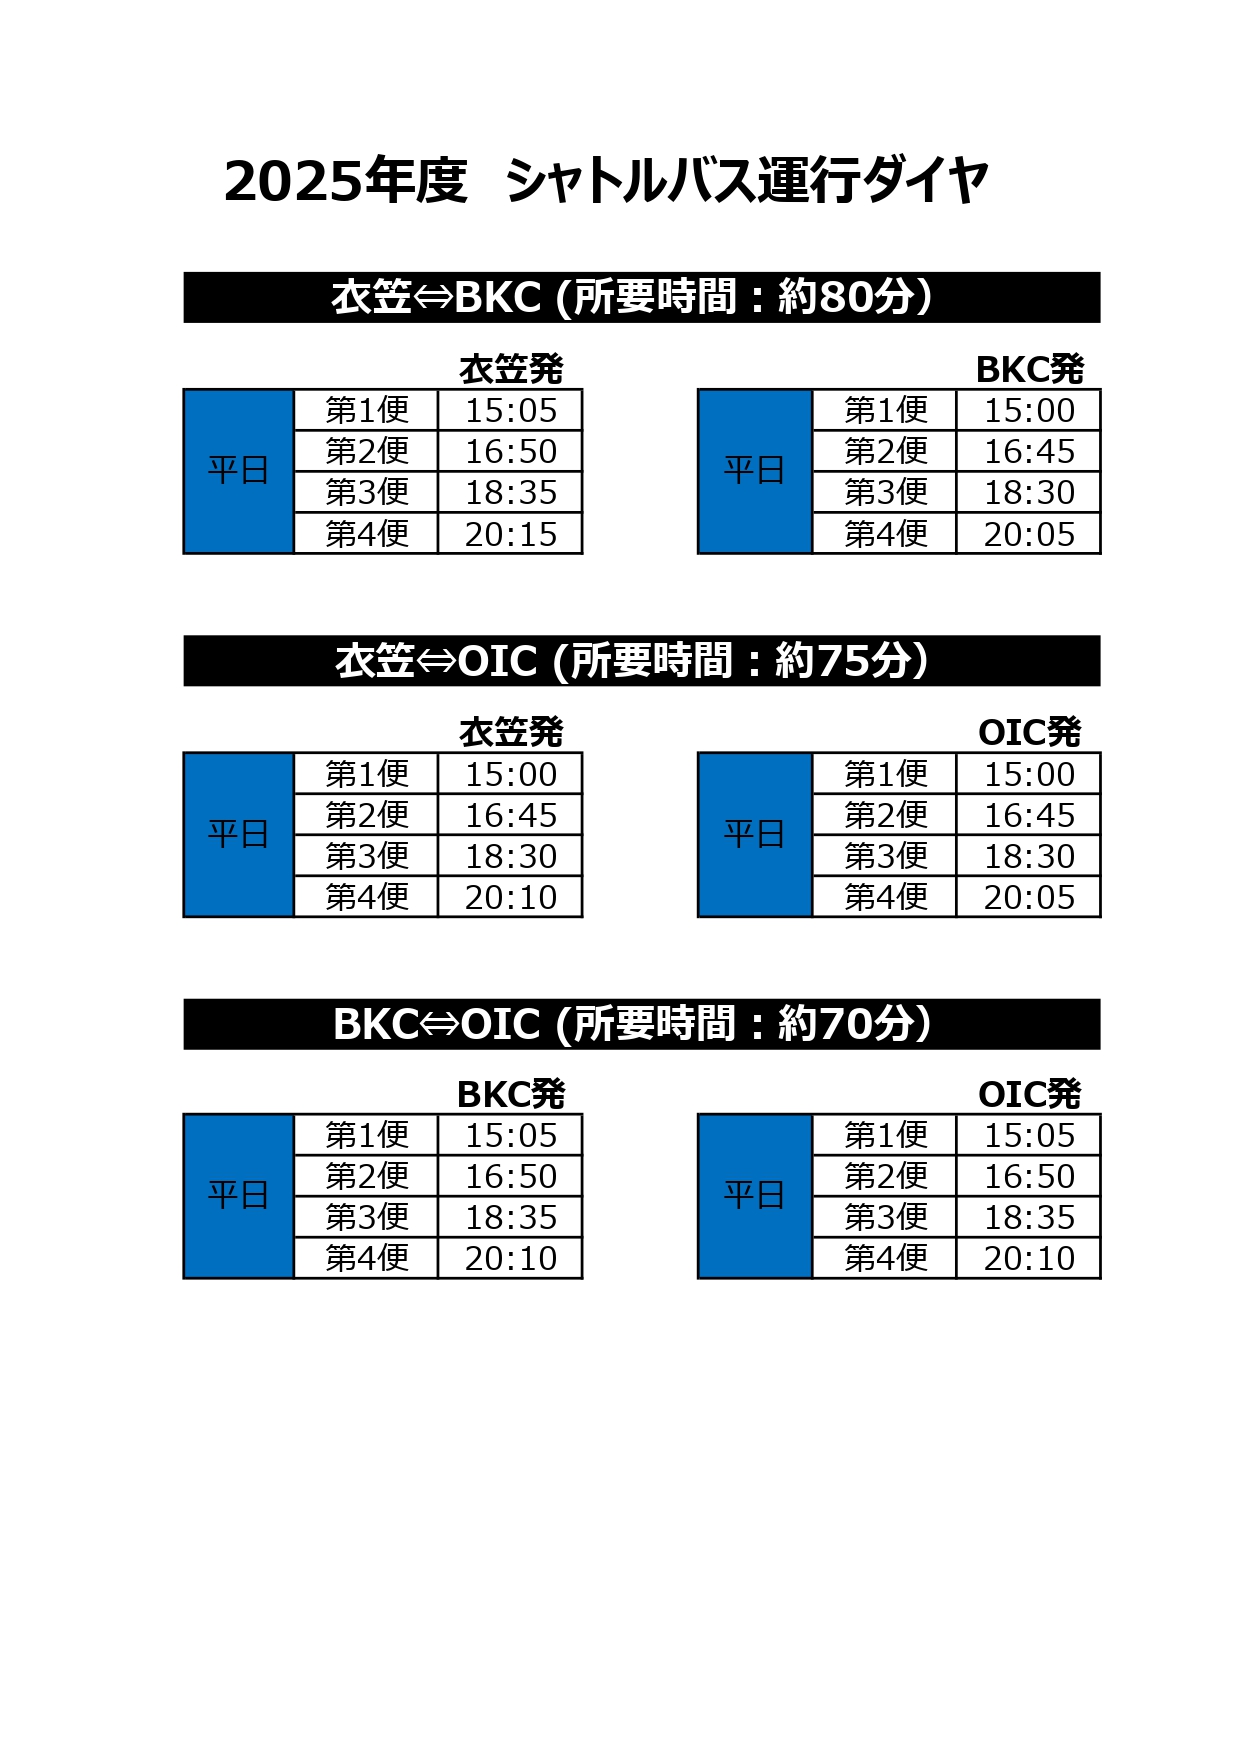 2025年度　シャトルバス運行ダイヤ
衣笠⇔BKC (所要時間：約80分）
衣笠発
平日
第1便 15:05
第2便 16:50
第3便 18:35
第4便 20:15
BKC発
平日
第1便 15:00
第2便 16:45
第3便 18:30
第4便 20:05
衣笠⇔OIC (所要時間：約75分）
衣笠発
平日
第1便 15:00
第2便 16:45
第3便 18:30
第4便 20:10
OIC発
平日
第1便 15:00
第2便 16:45
第3便 18:30
第4便 20:05
BKC⇔OIC (所要時間：約70分）
BKC発
平日
第1便 15:05
第2便 16:50
第3便 18:35
第4便 20:10
OIC発
平日
第1便 15:05
第2便 16:50
第3便 18:35
第4便 20:10